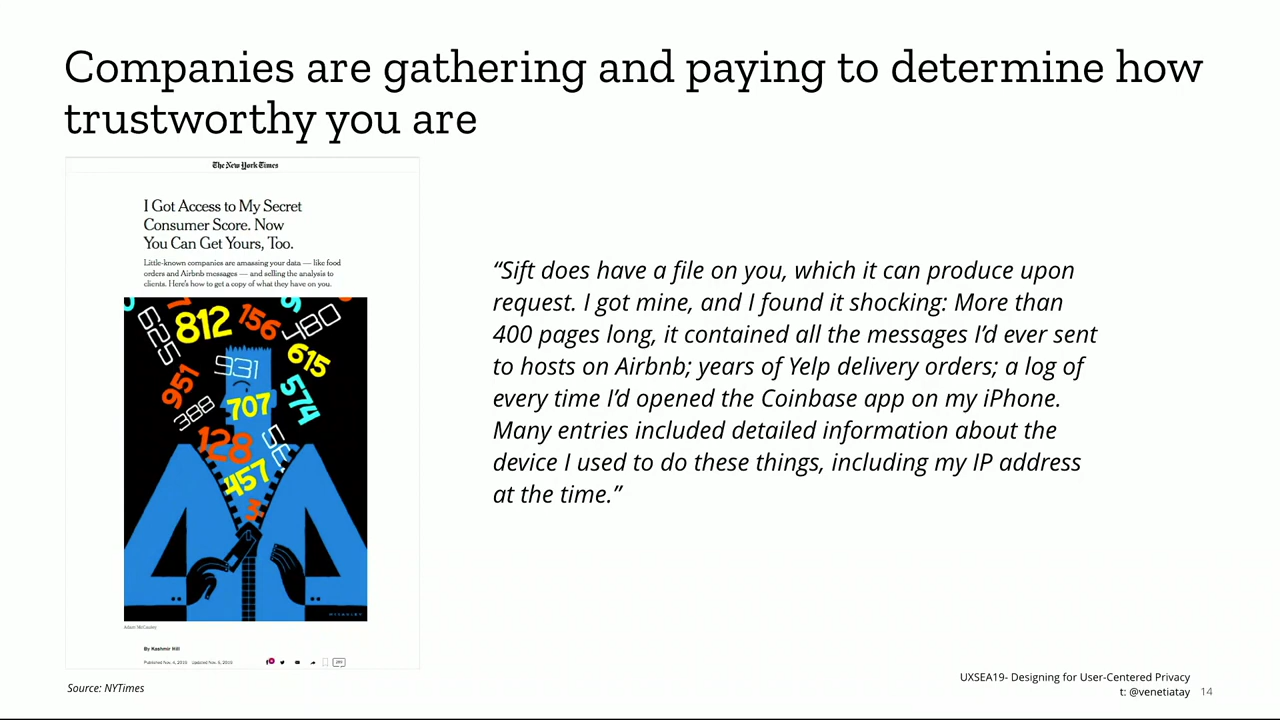 Companies are gathering and paying to determine how
trustworthy you are
The New York Times
I Got Access to My Secret
Consumer Score. Now
You Can Get Yours, Too.
Little-known companies are amassing your data — like food
orders and Airbnb messages — and selling the analysis to
clients. Here's how to get a copy of what they have on you.
812
156
480
625
615
931
951
574
388
707
128
457
Adam McCauley
By Kashmir Hill
“Sift does have a file on you, which it can produce upon
request. I got mine, and I found it shocking: More than
400 pages long, it contained all the messages I’d ever sent
to hosts on Airbnb; years of Yelp delivery orders; a log of
every time I’d opened the Coinbase app on my iPhone.
Many entries included detailed information about the
device I used to do these things, including my IP address
at the time.”
Source: NYTimes
UXSEA19- Designing for User-Centered Privacy
t: @venetiatay 14